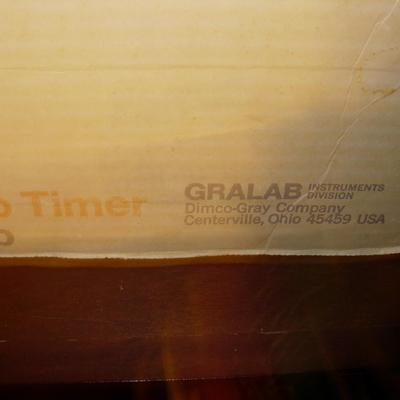 Timer
GRALAB INSTRUMENTS
DIVISION
Dimco-Gray Company
Centerville, Ohio 45459 USA